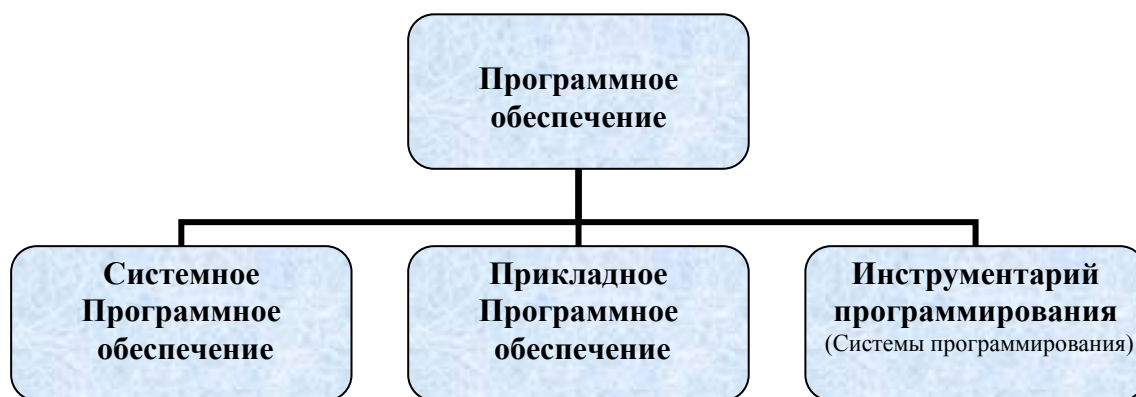 Программное
обеспечение
Системное
Программное
обеспечение
Прикладное
Программное
обеспечение
Инструментарий
программирования
(Системы программирования)